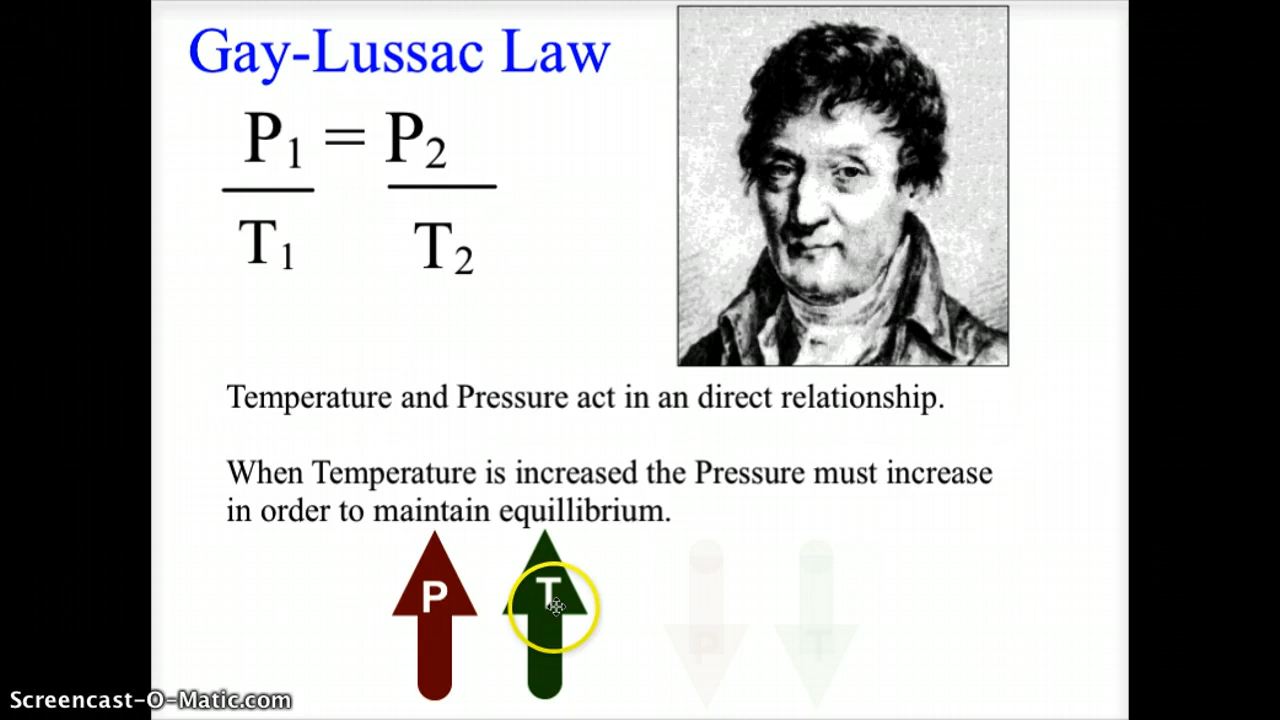 Gay-Lussac Law
P₁ = P₂
T₁ T₂
Temperature and Pressure act in an direct relationship.
When Temperature is increased the Pressure must increase
in order to maintain equillibrium.
P T
P T
Screencast-O-Matic.com